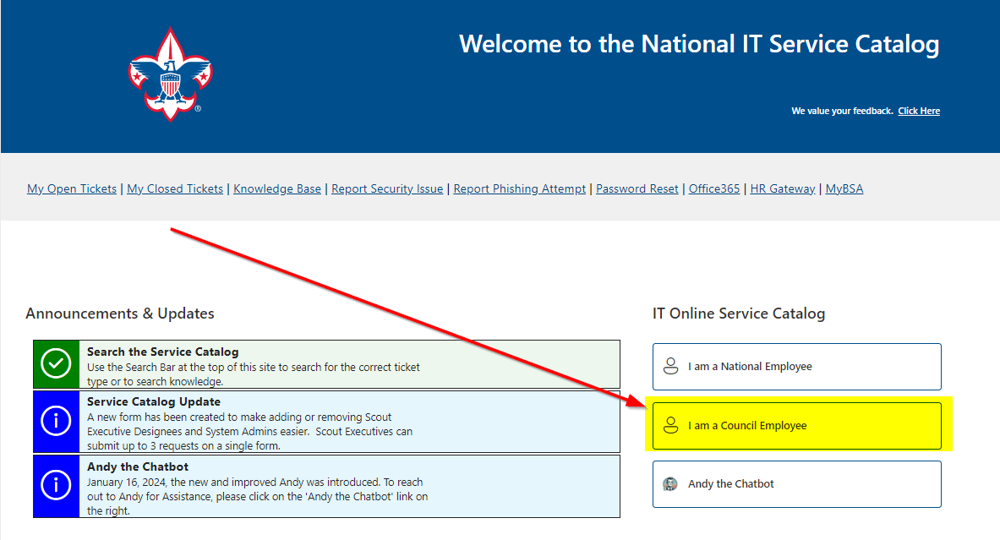 Welcome to the National IT Service Catalog
We value your feedback. Click Here
My Open Tickets | My Closed Tickets | Knowledge Base | Report Security Issue | Report Phishing Attempt | Password Reset | Office365 | HR Gateway | MyBSA
Announcements & Updates
Search the Service Catalog
Use the Search Bar at the top of this site to search for the correct ticket
type or to search knowledge.
Service Catalog Update
A new form has been created to make adding or removing Scout
Executive Designees and System Admins easier. Scout Executives can
submit up to 3 requests on a single form.
Andy the Chatbot
January 16, 2024, the new and improved Andy was introduced. To reach
out to Andy for Assistance, please click on the 'Andy the Chatbot' link on
the right.
IT Online Service Catalog
I am a National Employee
I am a Council Employee
Andy the Chatbot